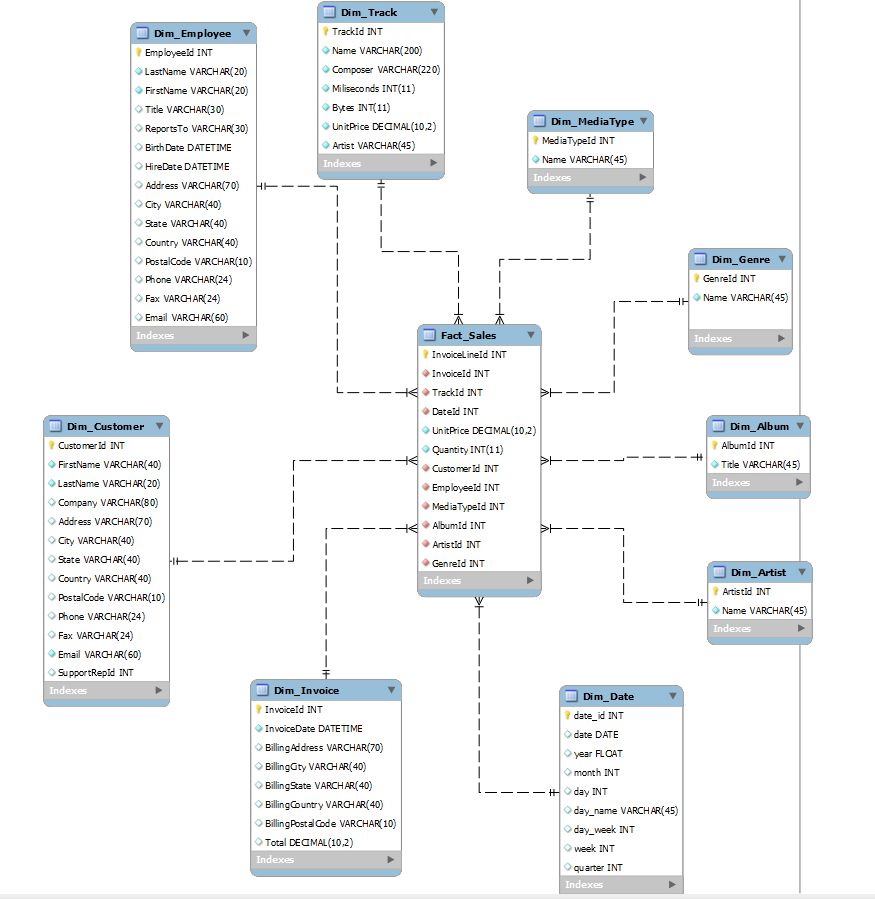 Dim_Employee
EmployeeId INT
LastName VARCHAR(20)
FirstName VARCHAR(20)
Title VARCHAR(30)
ReportsTo VARCHAR(30)
BirthDate DATETIME
HireDate DATETIME
Address VARCHAR(70)
City VARCHAR(40)
State VARCHAR(40)
Country VARCHAR(40)
PostalCode VARCHAR(10)
Phone VARCHAR(24)
Fax VARCHAR(24)
Email VARCHAR(60)
Indexes
Dim_Track
TrackId INT
Name VARCHAR(200)
Composer VARCHAR(220)
Miliseconds INT(11)
Bytes INT(11)
UnitPrice DECIMAL(10,2)
Artist VARCHAR(45)
Indexes
Dim_MediaType
MediaTypeId INT
Name VARCHAR(45)
Indexes
Dim_Genre
GenreId INT
Name VARCHAR(45)
Indexes
Fact_Sales
InvoiceLineId INT
InvoiceId INT
TrackId INT
DateId INT
UnitPrice DECIMAL(10,2)
Quantity INT(11)
CustomerId INT
EmployeeId INT
MediaTypeId INT
AlbumId INT
ArtistId INT
GenreId INT
Indexes
Dim_Customer
CustomerId INT
FirstName VARCHAR(40)
LastName VARCHAR(20)
Company VARCHAR(80)
Address VARCHAR(70)
City VARCHAR(40)
State VARCHAR(40)
Country VARCHAR(40)
PostalCode VARCHAR(10)
Phone VARCHAR(24)
Fax VARCHAR(24)
Email VARCHAR(60)
SupportRepId INT
Indexes
Dim_Album
AlbumId INT
Title VARCHAR(45)
Indexes
Dim_Artist
ArtistId INT
Name VARCHAR(45)
Indexes
Dim_Invoice
InvoiceId INT
InvoiceDate DATETIME
BillingAddress VARCHAR(70)
BillingCity VARCHAR(40)
BillingState VARCHAR(40)
BillingCountry VARCHAR(40)
BillingPostalCode VARCHAR(10)
Total DECIMAL(10,2)
Indexes
Dim_Date
date_id INT
date DATE
year FLOAT
month INT
day INT
day_name VARCHAR(45)
day_week INT
week INT
quarter INT
Indexes